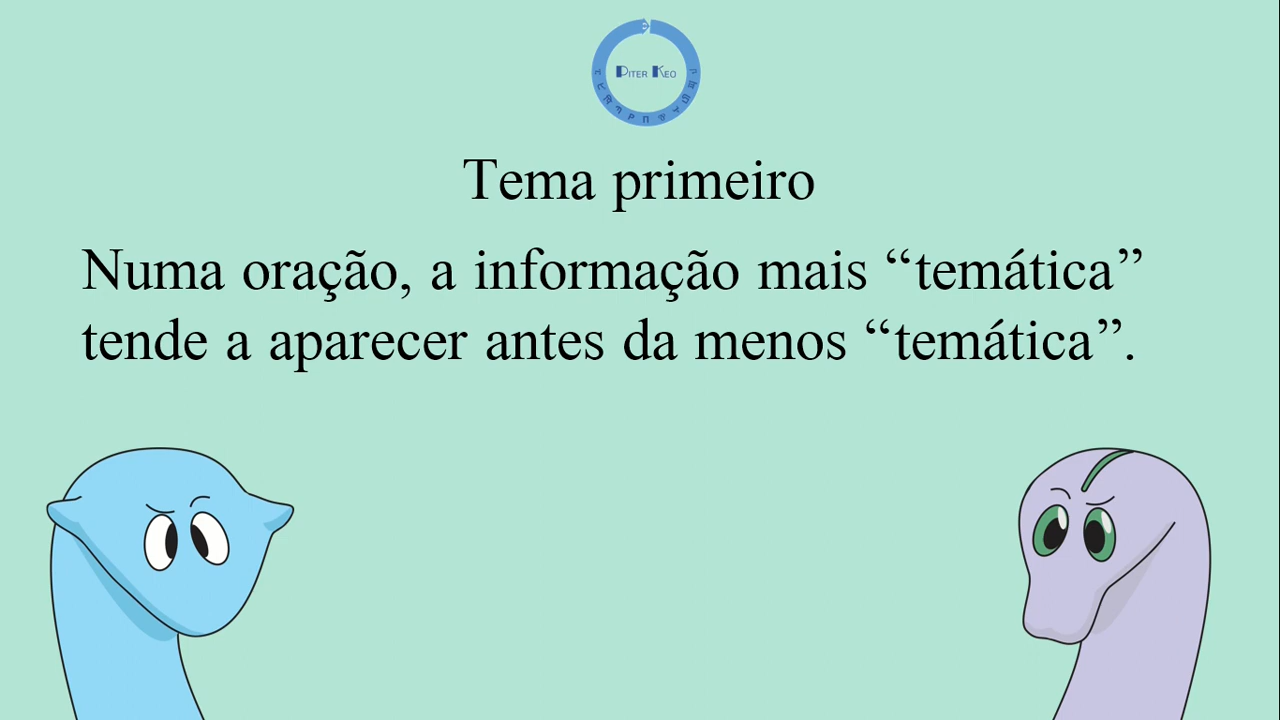 PITER KEO
Tema primeiro
Numa oração, a informação mais “temática”
tende a aparecer antes da menos “temática”.